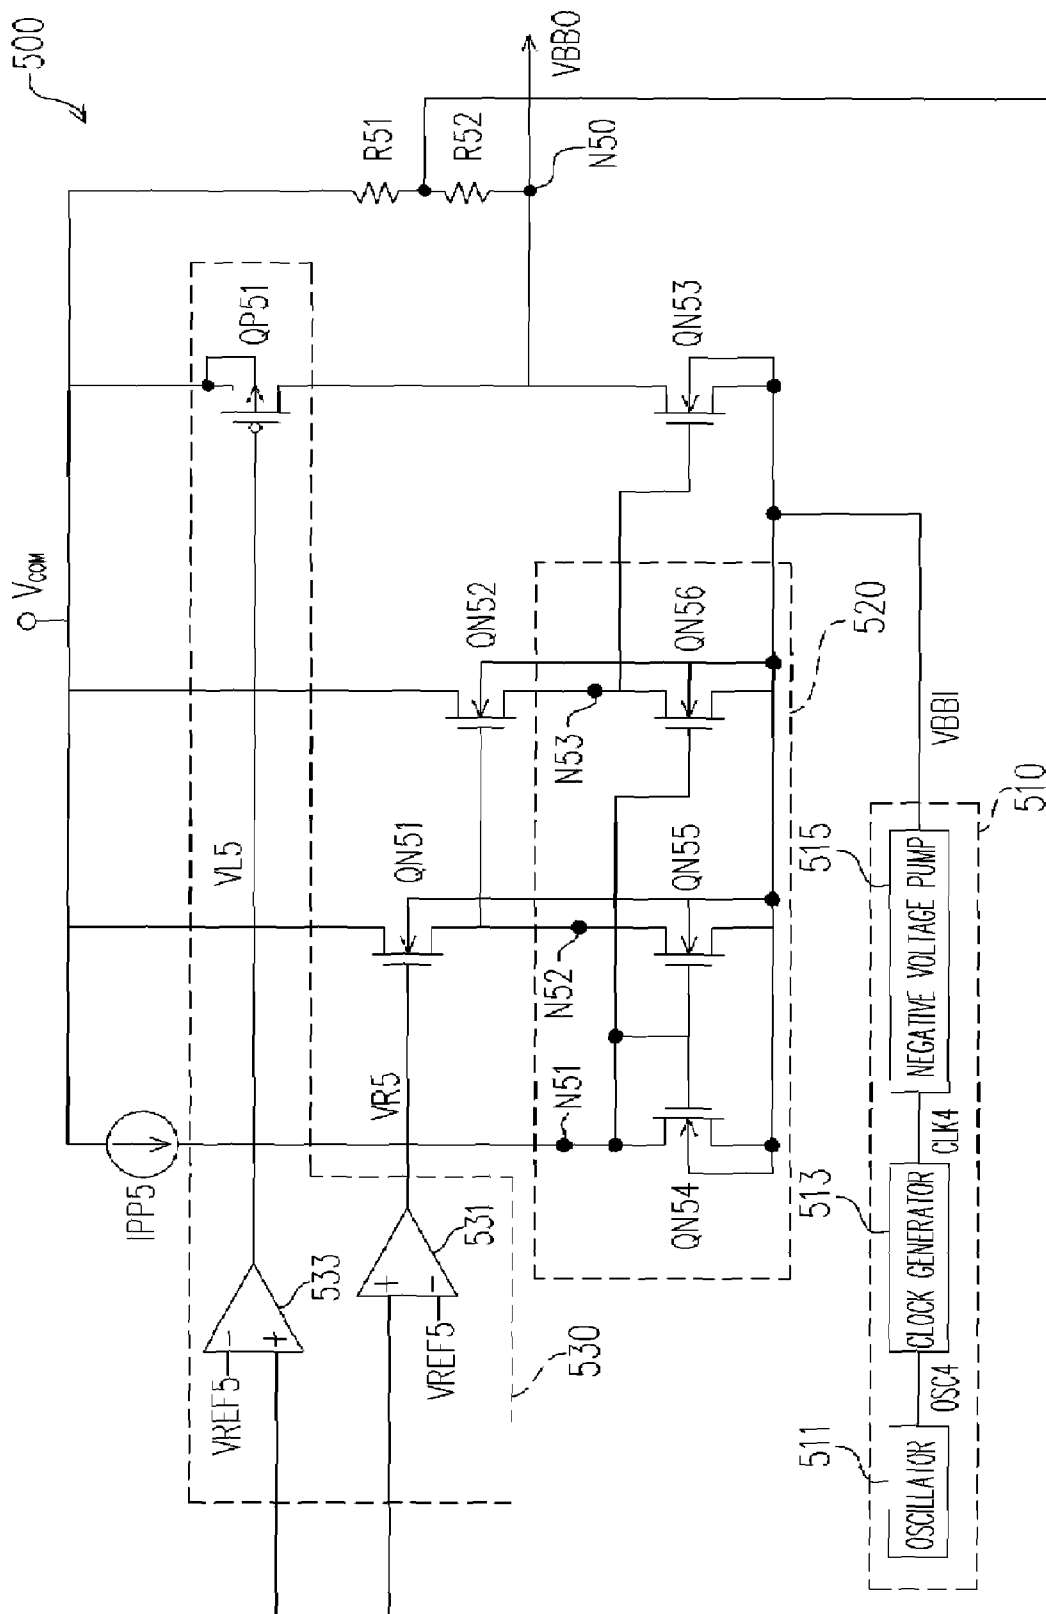 500
V_COM
VBBO
R51
R52
N50
QP51
QN53
VL5
QN52
QN56
N53
520
QN51
QN55
N52
VR5
N51
QN54
IPP5
533
531
VREF5
-
+
+
-
VREF5
530
VBBI
510
515
NEGATIVE VOLTAGE PUMP
CLK4
513
CLOCK GENERATOR
OSC4
511
OSCILLATOR